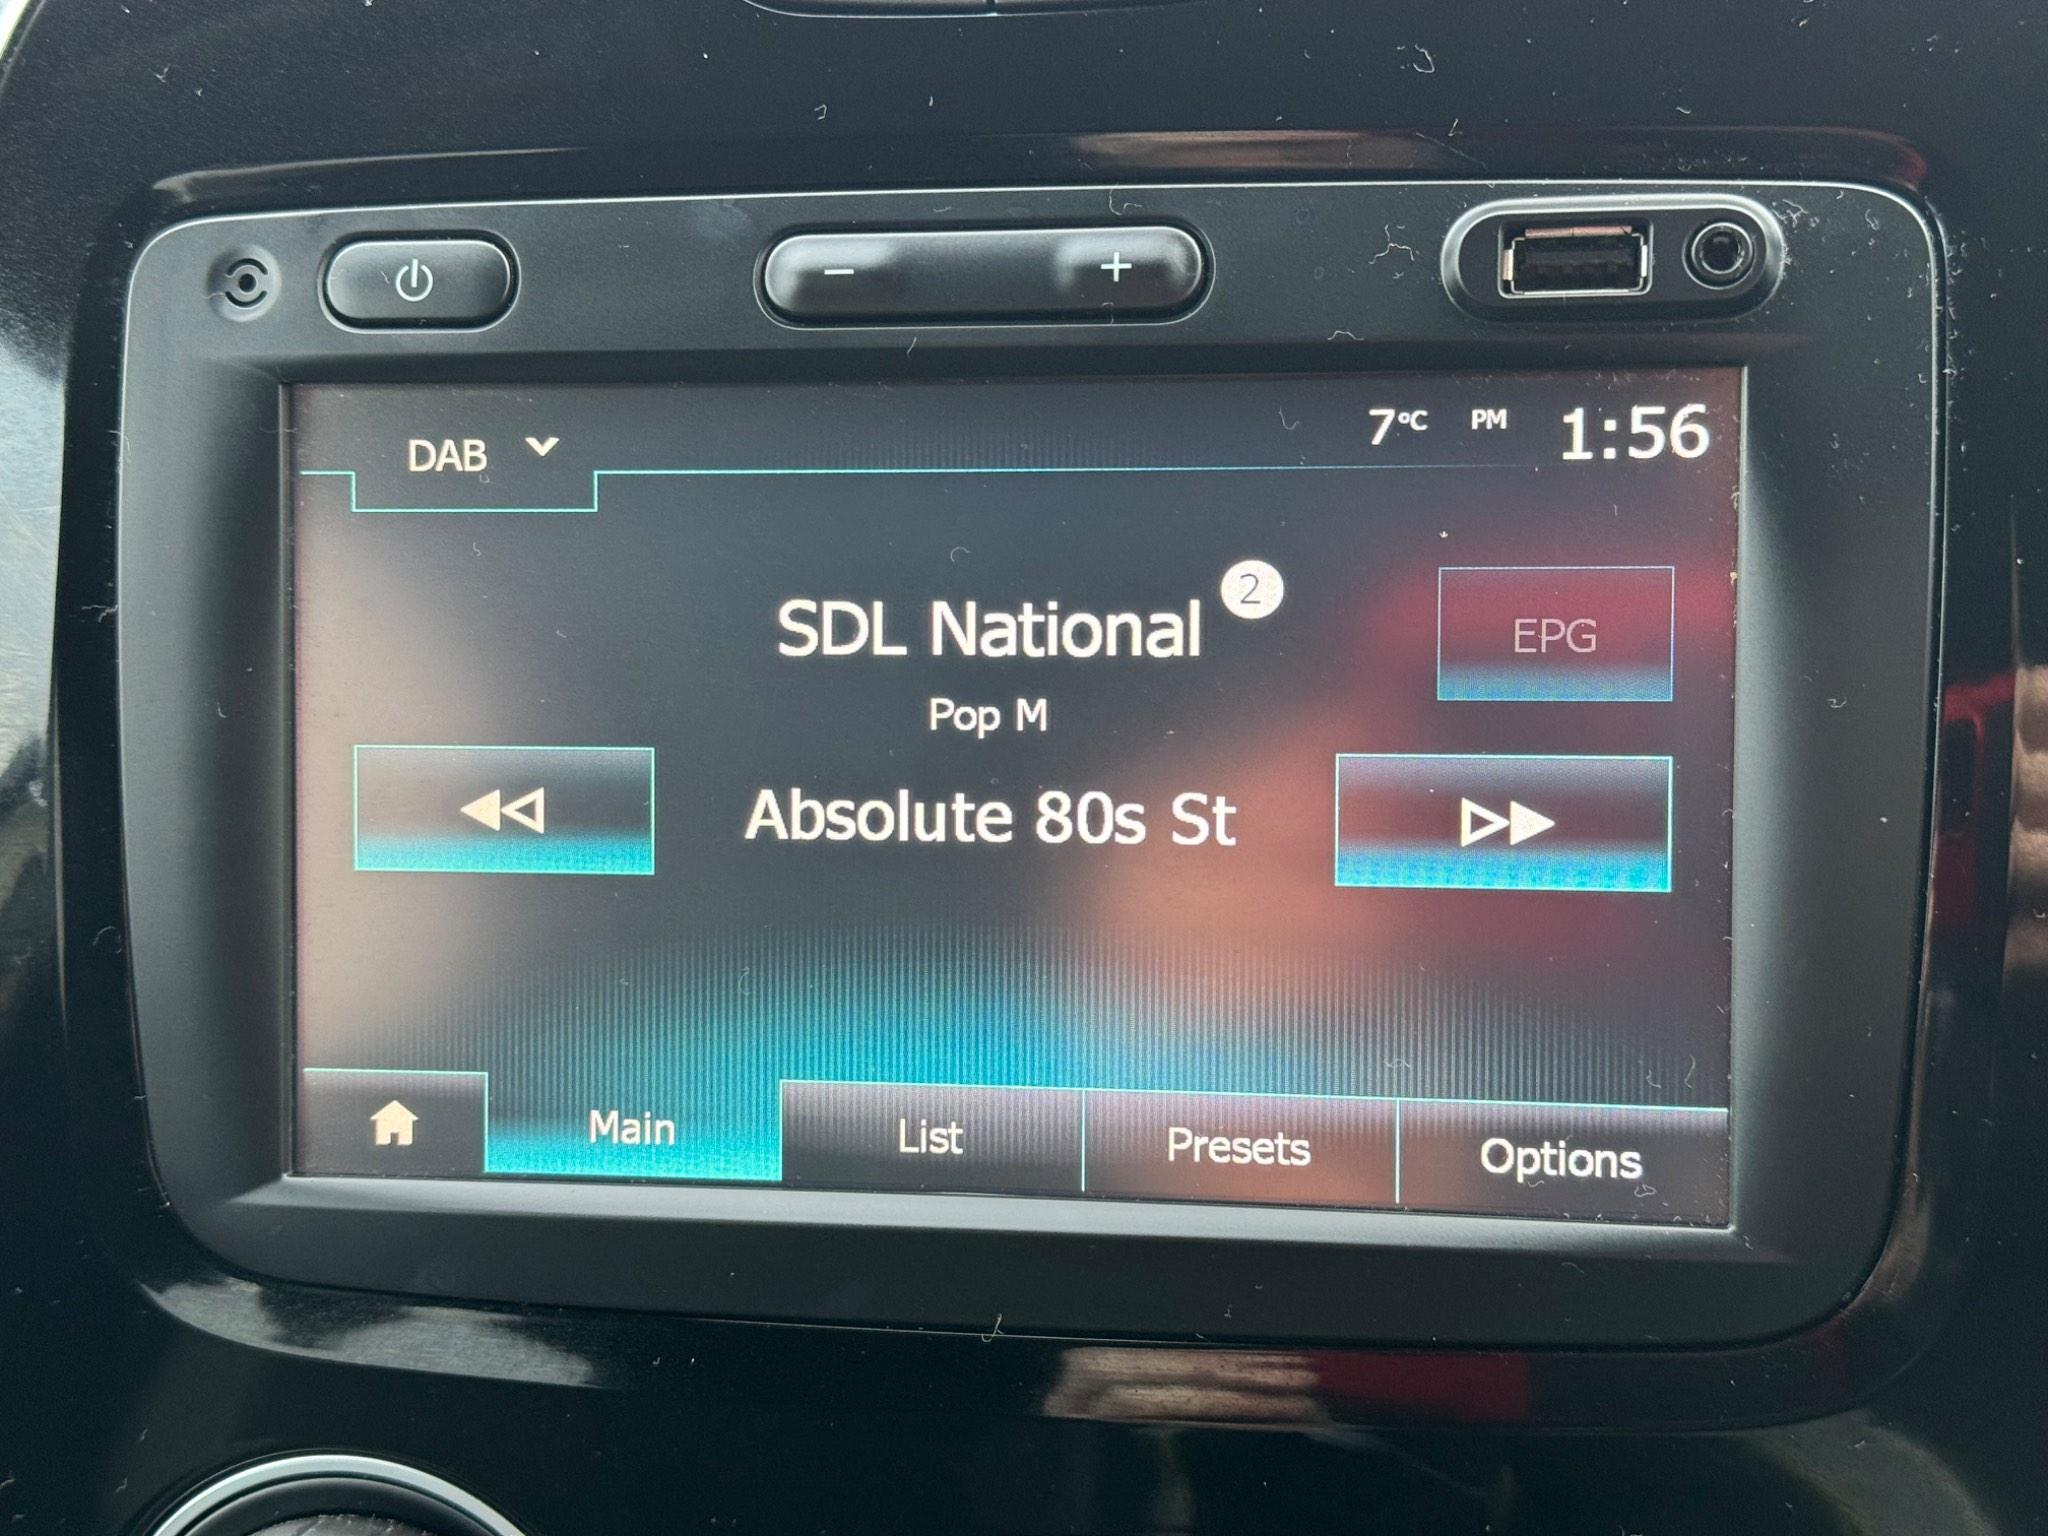 − +
DAB 7°C PM 1:56
SDL National 2
EPG
Pop M
Absolute 80s St
Main List Presets Options